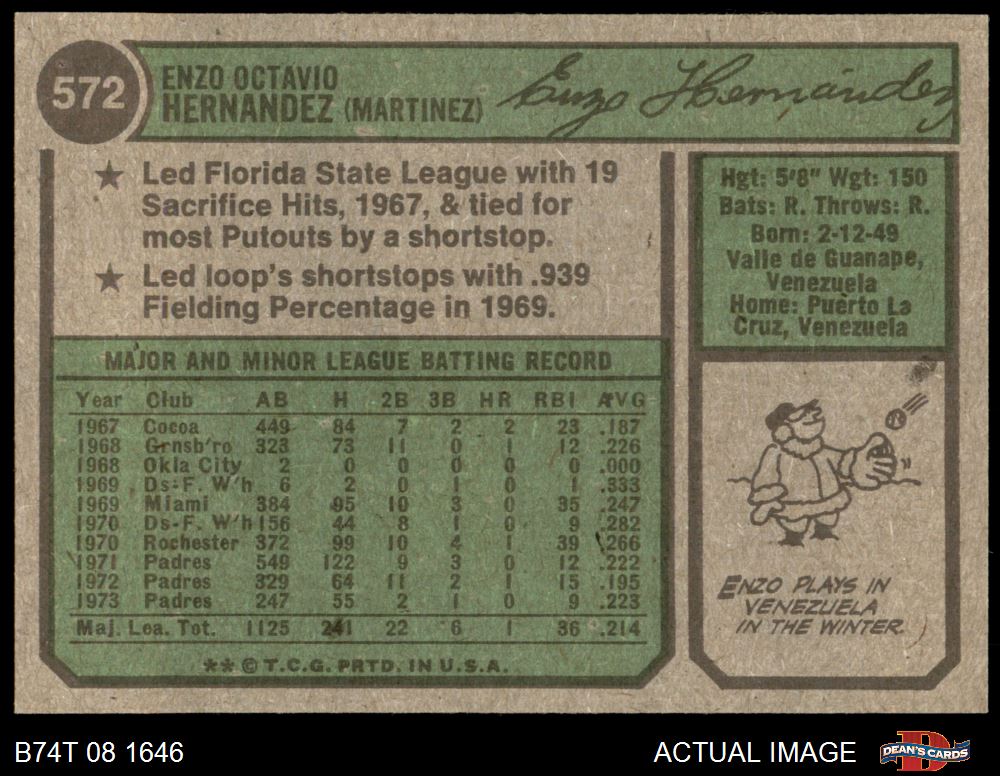 572
ENZO OCTAVIO
HERNANDEZ (MARTINEZ)
Enzo Hernández
★ Led Florida State League with 19
Sacrifice Hits, 1967, & tied for
most Putouts by a shortstop.
★ Led loop's shortstops with .939
Fielding Percentage in 1969.
Hgt: 5'8" Wgt: 150
Bats: R. Throws: R.
Born: 2-12-49
Valle de Guanape,
Venezuela
Home: Puerto La
Cruz, Venezuela
MAJOR AND MINOR LEAGUE BATTING RECORD
Year Club AB H 2B 3B HR RBI AVG
1967 Cocoa 449 84 7 2 2 23 .187
1968 Grnsb'ro 323 73 11 0 1 12 .226
1968 Okla City 2 0 0 0 0 0 .000
1969 Ds-F. W'h 6 2 0 1 0 1 .333
1969 Miami 384 95 10 3 0 35 .247
1970 Ds-F. W'h 156 44 8 1 0 9 .282
1970 Rochester 372 99 10 4 1 39 .266
1971 Padres 549 122 9 3 0 12 .222
1972 Padres 329 64 11 2 1 15 .195
1973 Padres 247 55 2 1 0 9 .223
Maj. Lea. Tot. 1125 241 22 6 1 36 .214
** © T.C.G. PRTD. IN U.S.A.
ENZO PLAYS IN
VENEZUELA
IN THE WINTER.
B74T 08 1646
ACTUAL IMAGE
D
DEAN'S CARDS